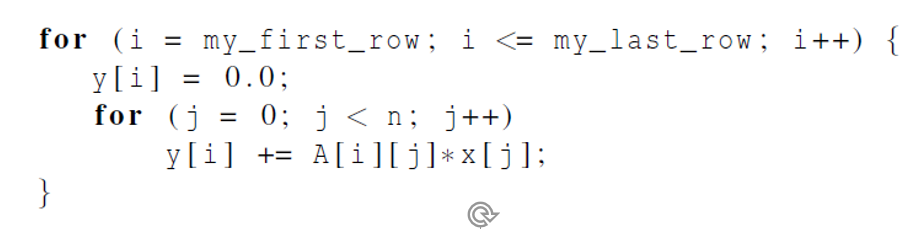 for (i = my_first_row; i <= my_last_row; i++) {
y[i] = 0.0;
for (j = 0; j < n; j++)
y[i] += A[i][j]*x[j];
}